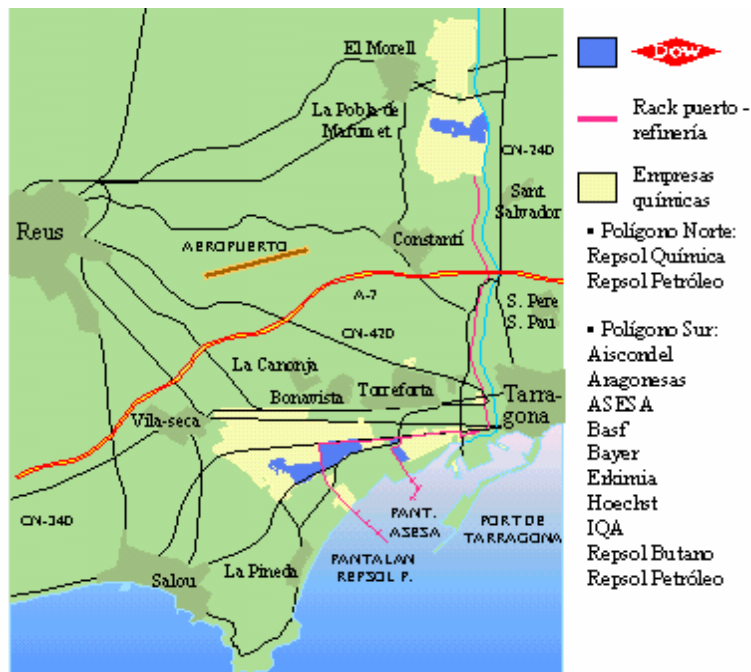 El Morell
La Pobla de
Mafumet
CN-240
Sant
Salvador
Reus
AEROPUERTO
Constantí
A-7
S. Pere
S. Pau
CN-420
La Canonja
Bonavista
Torreforta
Tarra-
gona
Vila-seca
CN-340
PANT.
ASESA
PORT DE
TARRAGONA
PANTALAN
REPSOL P.
La Pineda
Salou
Dow
Rack puerto -
refinería
Empresas
químicas
• Polígono Norte:
Repsol Química
Repsol Petróleo
• Polígono Sur:
Aiscondel
Aragonesas
ASESA
Basf
Bayer
Erkimia
Hoechst
IQA
Repsol Butano
Repsol Petróleo